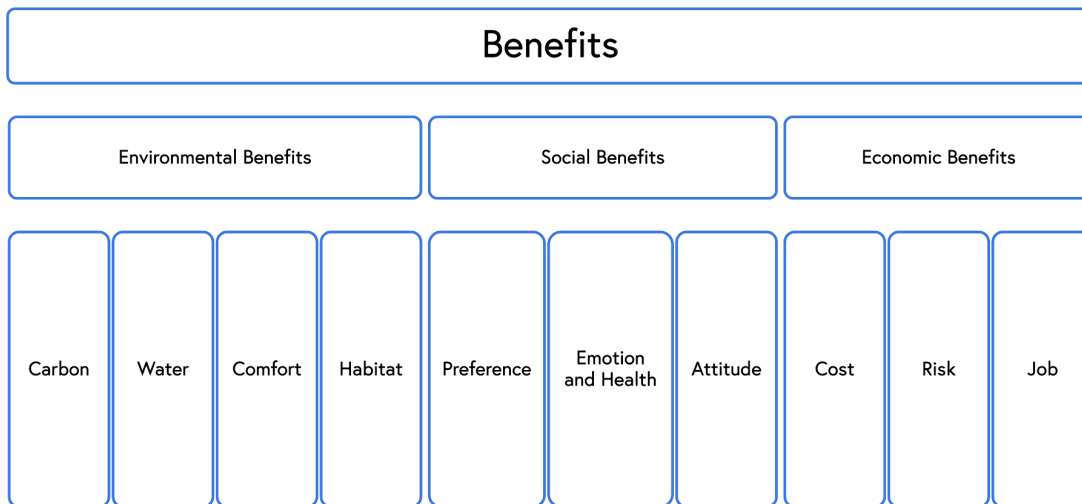 Benefits
Environmental Benefits
Social Benefits
Economic Benefits
Carbon
Water
Comfort
Habitat
Preference
Emotion
and Health
Attitude
Cost
Risk
Job